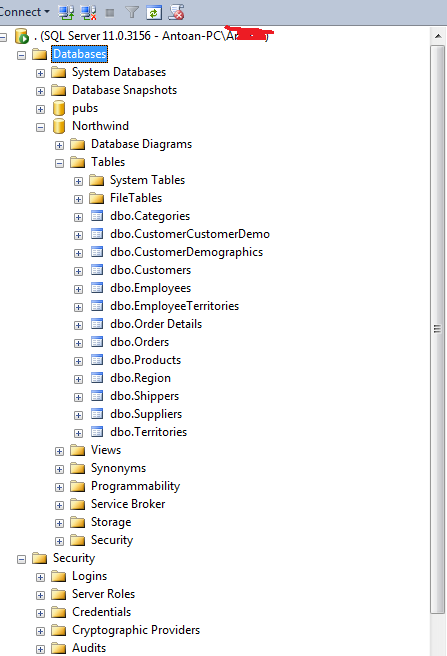 Connect
. (SQL Server 11.0.3156 - Antoan-PC\
Databases
System Databases
Database Snapshots
pubs
Northwind
Database Diagrams
Tables
System Tables
FileTables
dbo.Categories
dbo.CustomerCustomerDemo
dbo.CustomerDemographics
dbo.Customers
dbo.Employees
dbo.EmployeeTerritories
dbo.Order Details
dbo.Orders
dbo.Products
dbo.Region
dbo.Shippers
dbo.Suppliers
dbo.Territories
Views
Synonyms
Programmability
Service Broker
Storage
Security
Security
Logins
Server Roles
Credentials
Cryptographic Providers
Audits